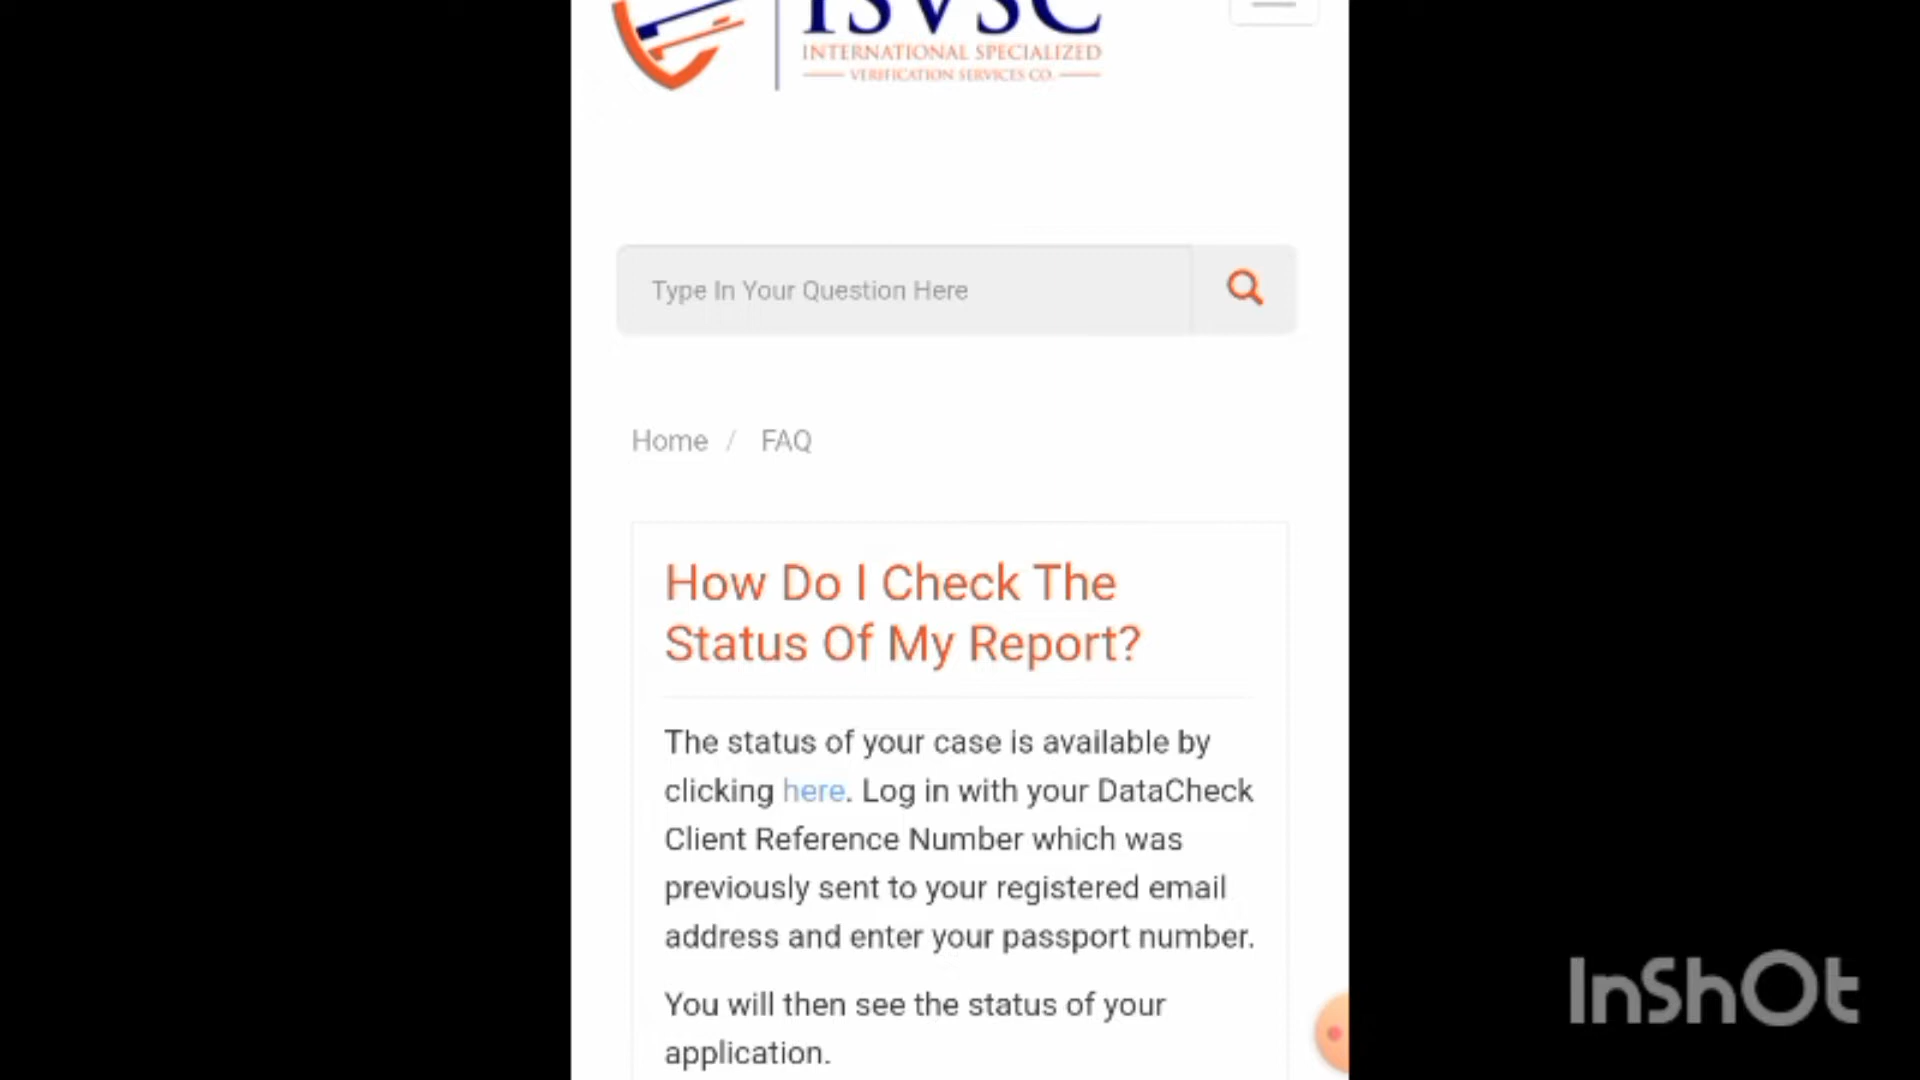 ISVSC
INTERNATIONAL SPECIALIZED
VERIFICATION SERVICES CO.
Type In Your Question Here
Home / FAQ
How Do I Check The
Status Of My Report?
The status of your case is available by
clicking here. Log in with your DataCheck
Client Reference Number which was
previously sent to your registered email
address and enter your passport number.
You will then see the status of your
application.
InShOt